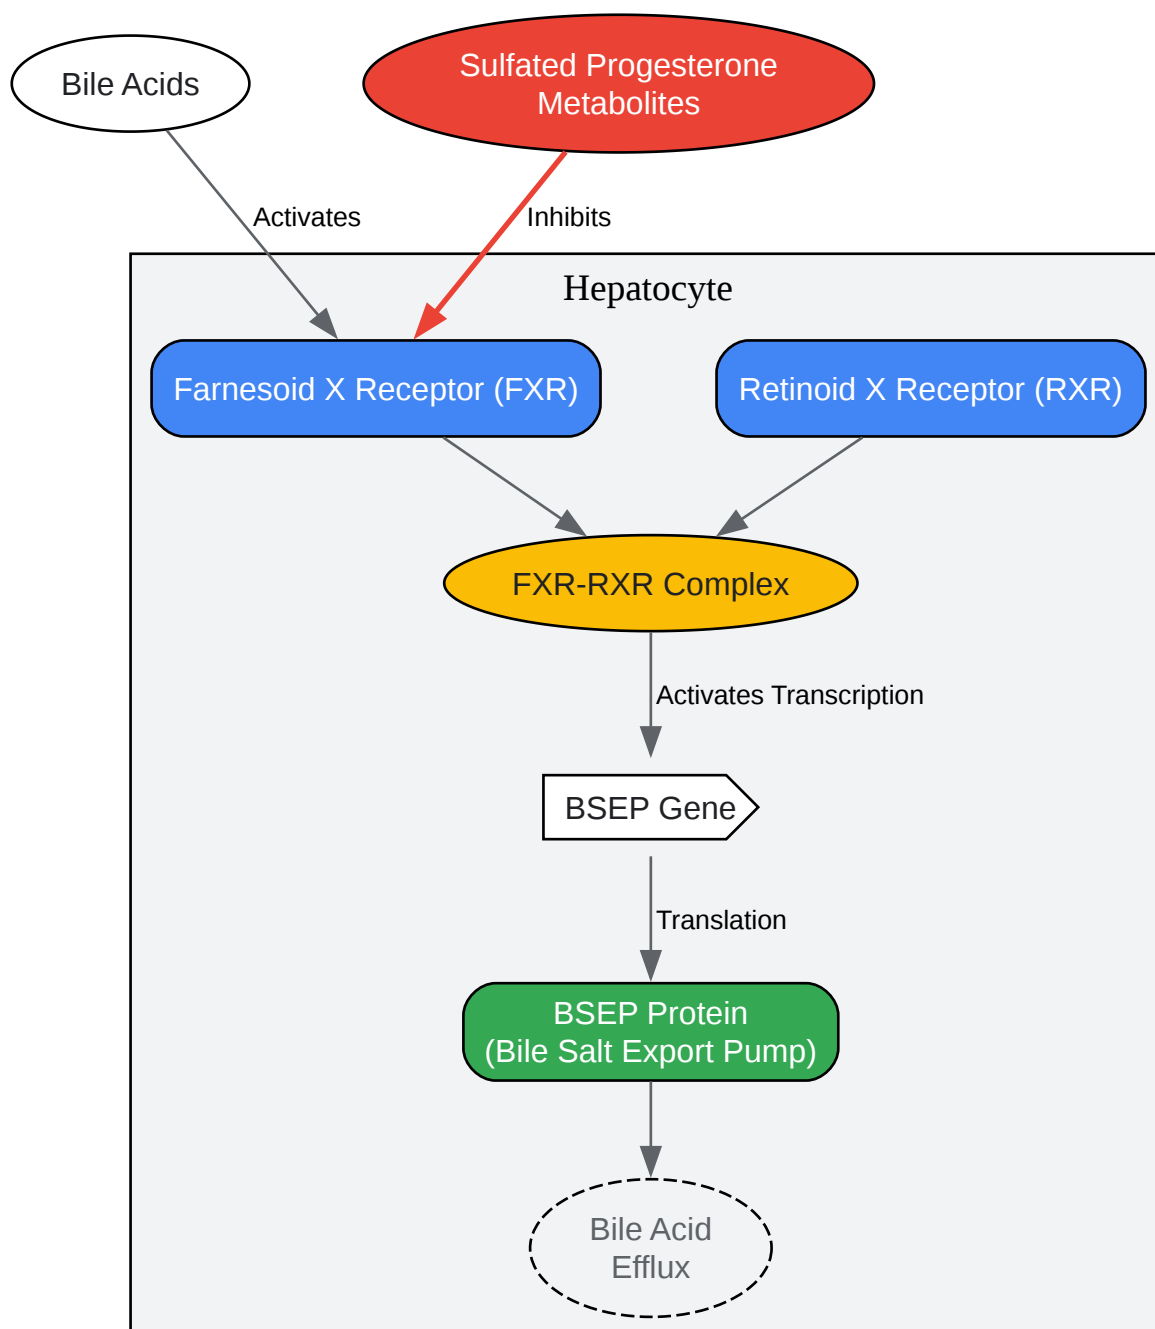 Bile Acids
Sulfated Progesterone
Metabolites
Activates
Inhibits
Hepatocyte
Farnesoid X Receptor (FXR)
Retinoid X Receptor (RXR)
FXR-RXR Complex
Activates Transcription
BSEP Gene
Translation
BSEP Protein
(Bile Salt Export Pump)
Bile Acid
Efflux